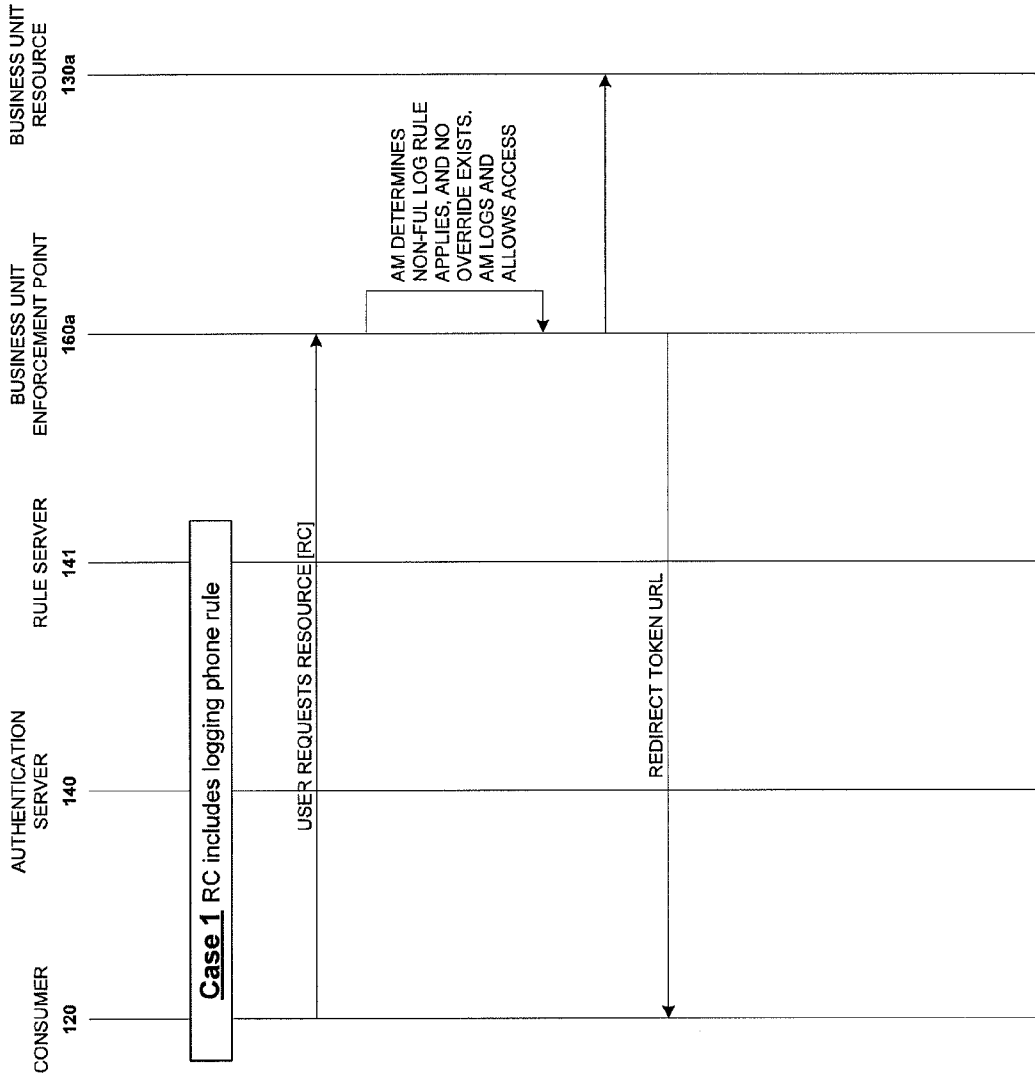 CONSUMER
120
AUTHENTICATION
SERVER
140
RULE SERVER
141
BUSINESS UNIT
ENFORCEMENT POINT
160a
BUSINESS UNIT
RESOURCE
130a
Case 1 RC includes logging phone rule
USER REQUESTS RESOURCE [RC]
AM DETERMINES
NON-FUL LOG RULE
APPLIES, AND NO
OVERRIDE EXISTS.
AM LOGS AND
ALLOWS ACCESS
REDIRECT TOKEN URL